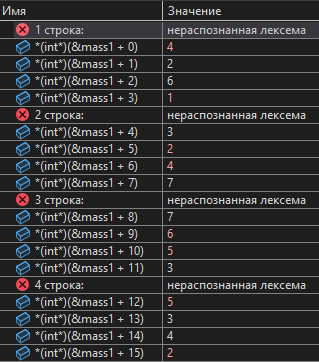 Имя Значение
1 строка: нераспознанная лексема
*(int*)(&mass1 + 0) 4
*(int*)(&mass1 + 1) 2
*(int*)(&mass1 + 2) 6
*(int*)(&mass1 + 3) 1
2 строка: нераспознанная лексема
*(int*)(&mass1 + 4) 3
*(int*)(&mass1 + 5) 2
*(int*)(&mass1 + 6) 4
*(int*)(&mass1 + 7) 7
3 строка: нераспознанная лексема
*(int*)(&mass1 + 8) 7
*(int*)(&mass1 + 9) 6
*(int*)(&mass1 + 10) 5
*(int*)(&mass1 + 11) 3
4 строка: нераспознанная лексема
*(int*)(&mass1 + 12) 5
*(int*)(&mass1 + 13) 3
*(int*)(&mass1 + 14) 4
*(int*)(&mass1 + 15) 2